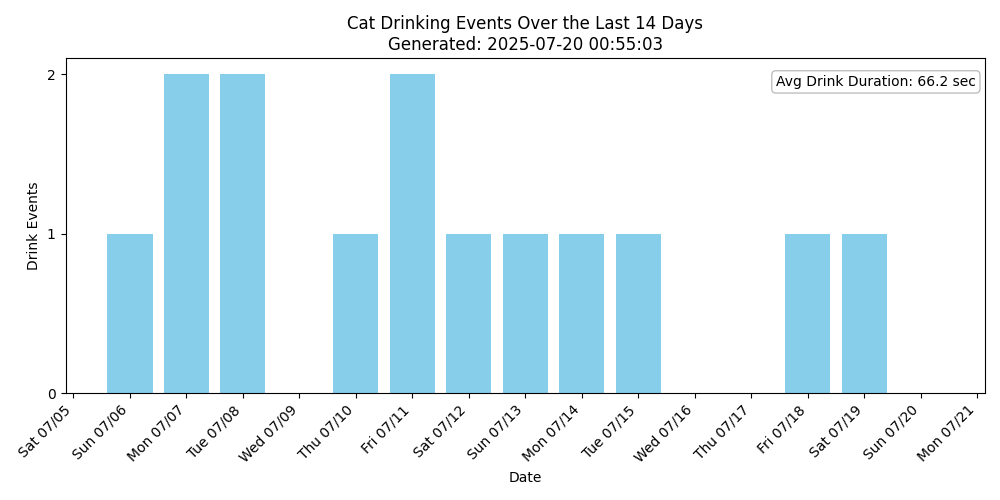 Cat Drinking Events Over the Last 14 Days
Generated: 2025-07-20 00:55:03
Avg Drink Duration: 66.2 sec
Drink Events
2
1
0
Sat 07/05
Sun 07/06
Mon 07/07
Tue 07/08
Wed 07/09
Thu 07/10
Fri 07/11
Sat 07/12
Sun 07/13
Mon 07/14
Tue 07/15
Wed 07/16
Thu 07/17
Fri 07/18
Sat 07/19
Sun 07/20
Mon 07/21
Date